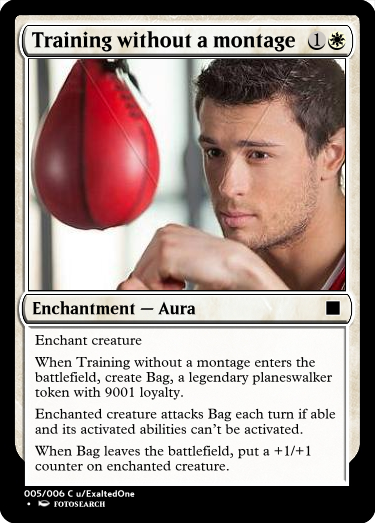 Training without a montage 1
Enchantment — Aura
Enchant creature
When Training without a montage enters the
battlefield, create Bag, a legendary planeswalker
token with 9001 loyalty.
Enchanted creature attacks Bag each turn if able
and its activated abilities can't be activated.
When Bag leaves the battlefield, put a +1/+1
counter on enchanted creature.
005/006 C u/ExaltedOne
• FOTOSEARCH